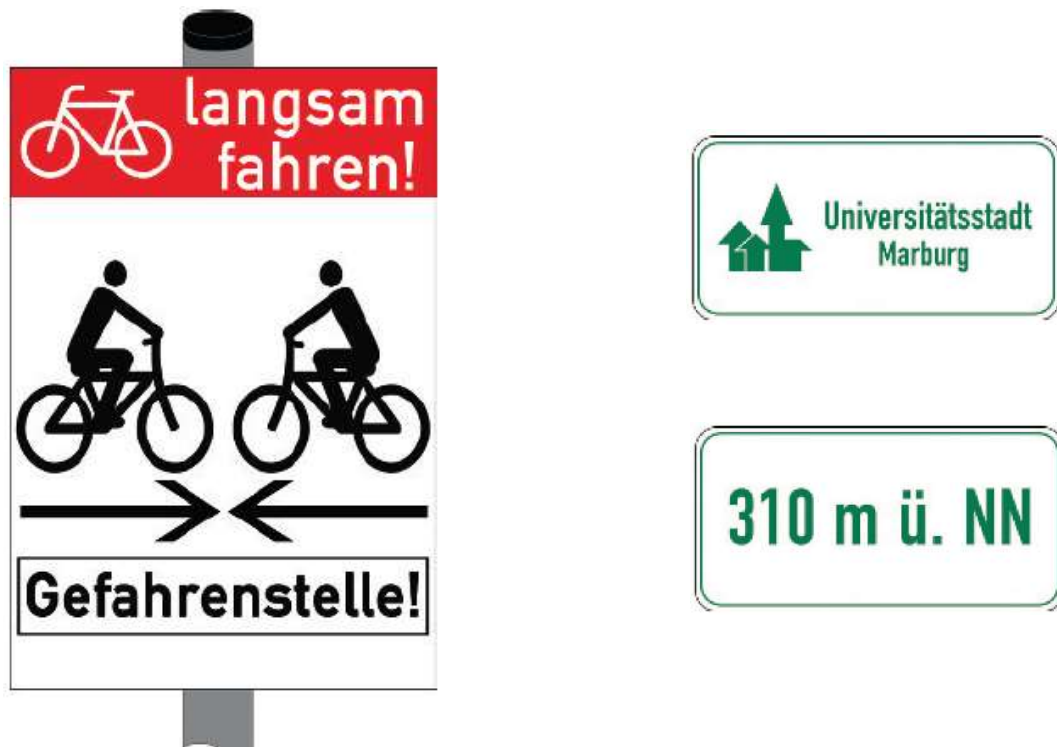 langsam
fahren!
Gefahrenstelle!
Universitätsstadt
Marburg
310 m ü. NN